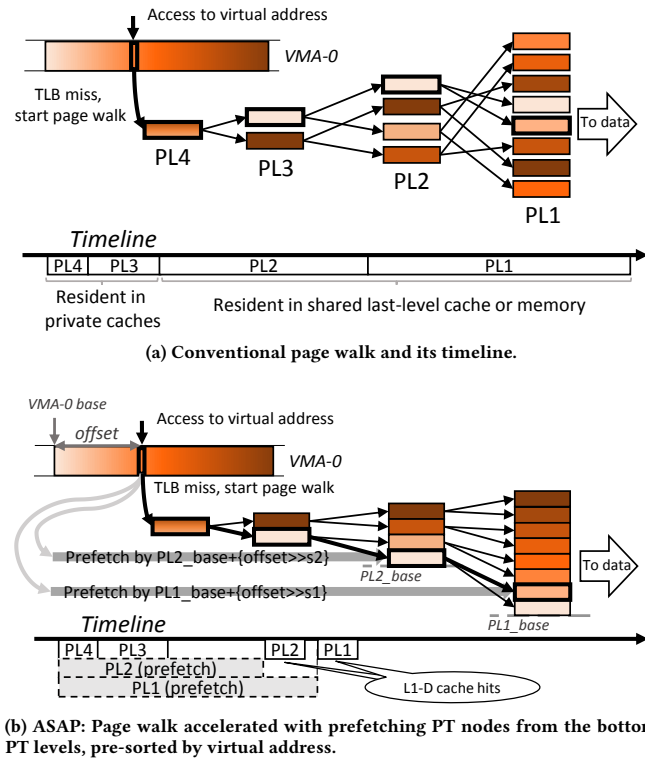 Access to virtual address
VMA-0
TLB miss,
start page walk
To data
PL4
PL3
PL2
PL1
Timeline
PL4 PL3 PL2 PL1
Resident in
private caches
Resident in shared last-level cache or memory
(a) Conventional page walk and its timeline.
VMA-0 base
Access to virtual address
offset
VMA-0
TLB miss, start page walk
Prefetch by PL2_base+{offset>>s2}
PL2_base
To data
Prefetch by PL1_base+{offset>>s1}
PL1_base
Timeline
PL4 PL3 PL2 PL1
PL2 (prefetch)
PL1 (prefetch)
L1-D cache hits
(b) ASAP: Page walk accelerated with prefetching PT nodes from the bottom
PT levels, pre-sorted by virtual address.